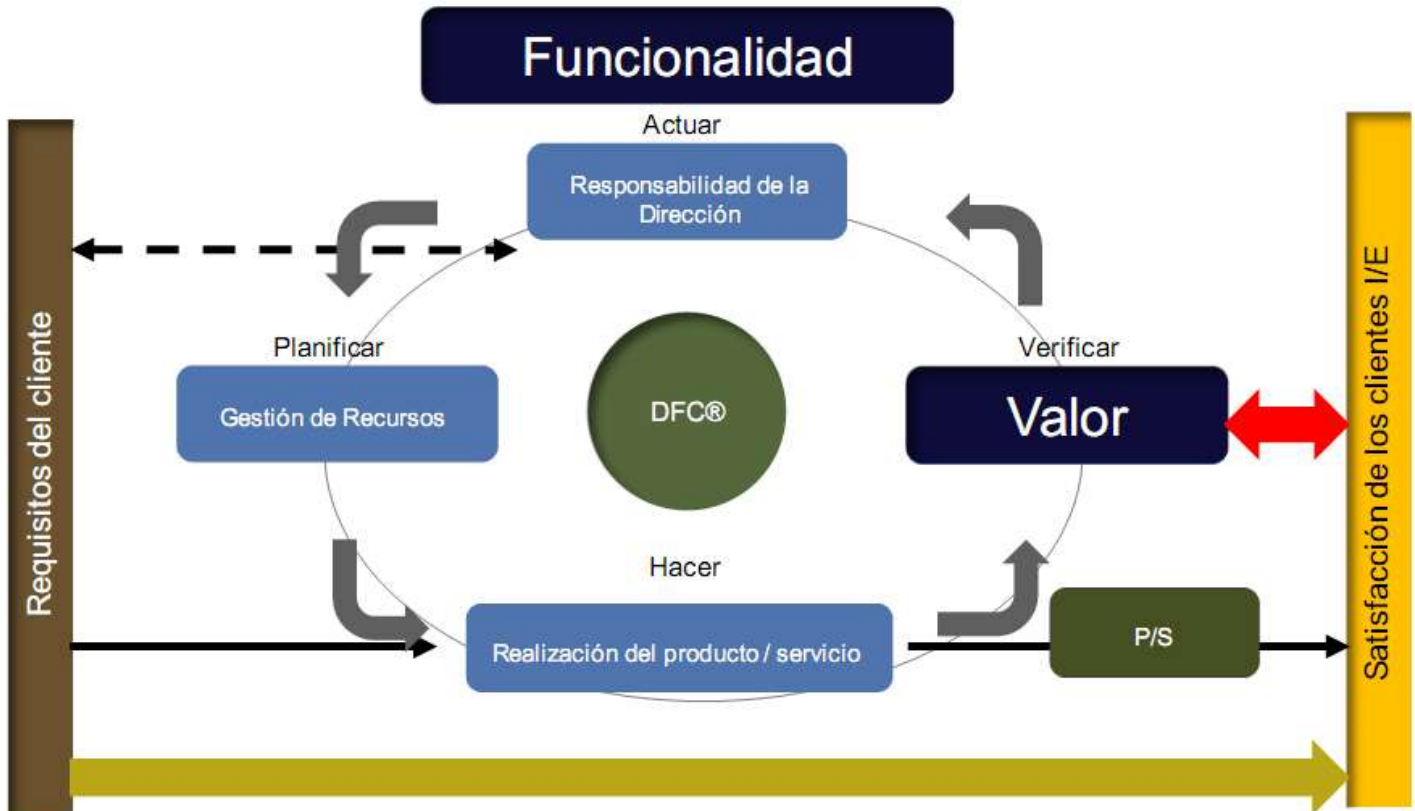 Funcionalidad
Actuar
Responsabilidad de la
Dirección
Requisitos del cliente
Planificar
Gestión de Recursos
DFC®
Verificar
Valor
Satisfacción de los clientes I/E
Hacer
Realización del producto / servicio
P/S